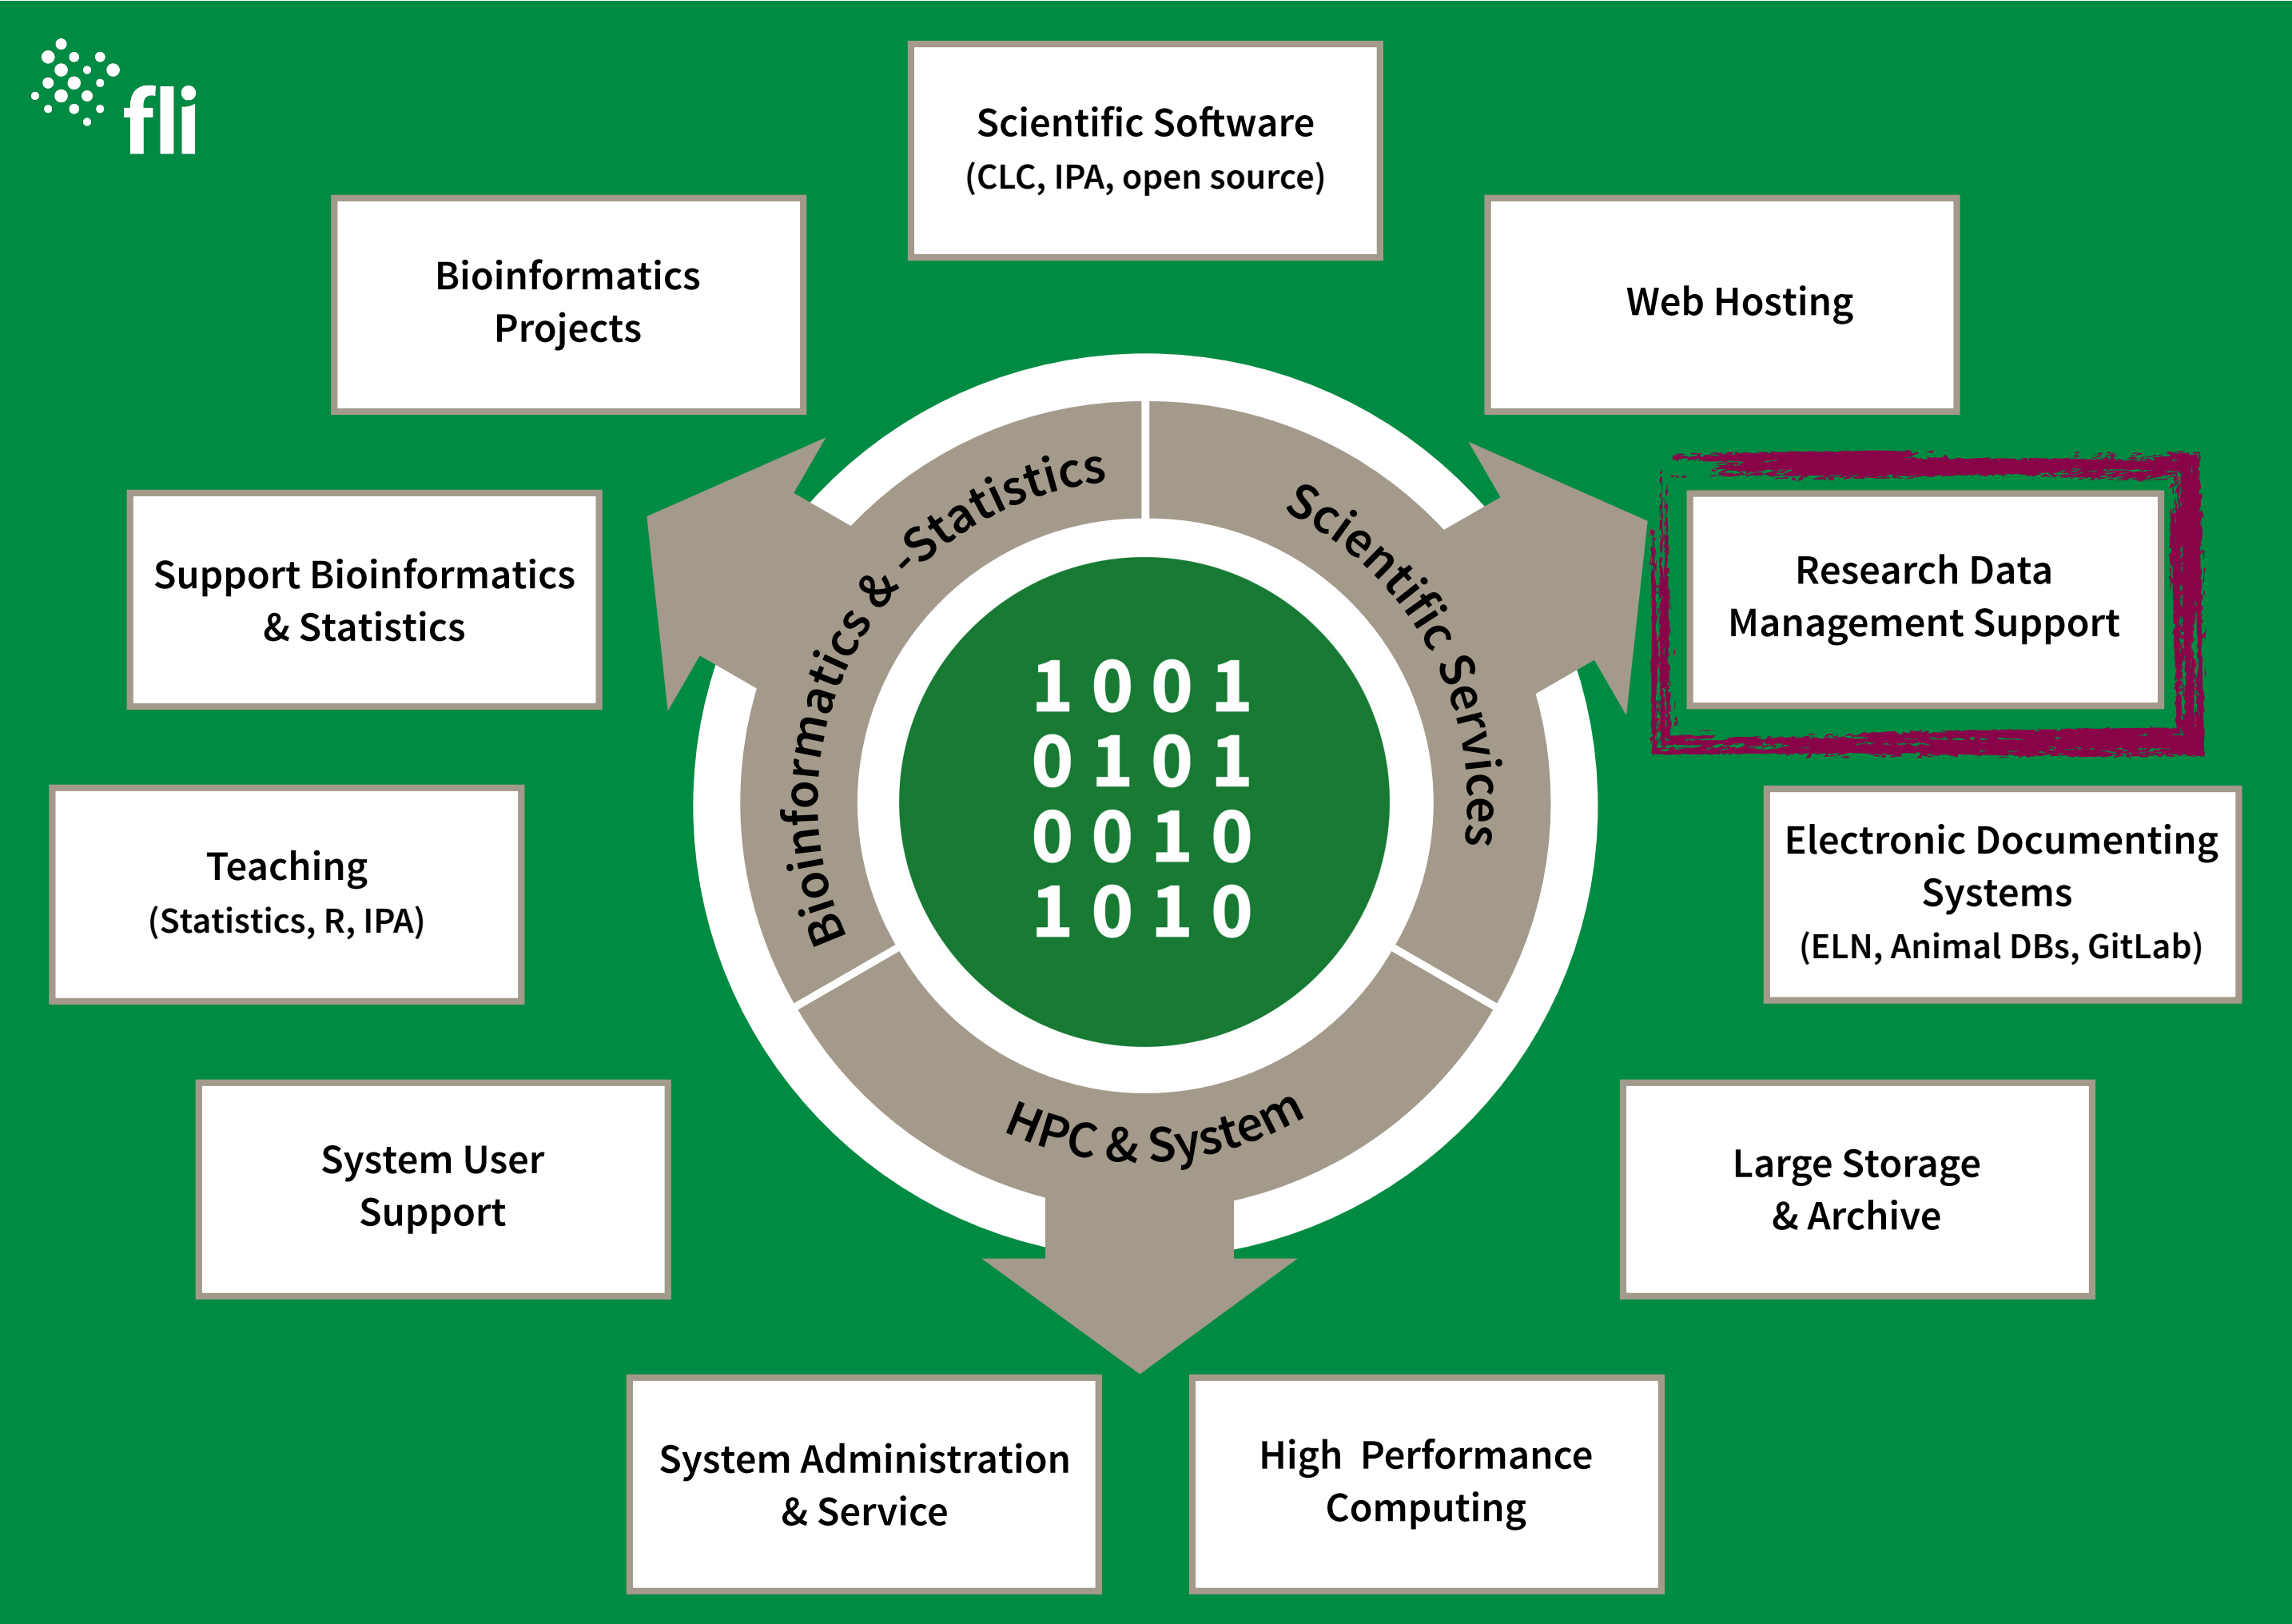 fli
Scientific Software
(CLC, IPA, open source)
Bioinformatics
Projects
Web Hosting
Support Bioinformatics
& Statistics
Research Data
Management Support
Teaching
(Statistics, R, IPA)
Electronic Documenting
Systems
(ELN, Animal DBs, GitLab)
System User
Support
Large Storage
& Archive
System Administration
& Service
High  Performance
Computing
Bioinformatics & -Statistics
Scientific Services
HPC & System
1 0 0 1
0 1 0 1
0 0 1 0
1 0 1 0